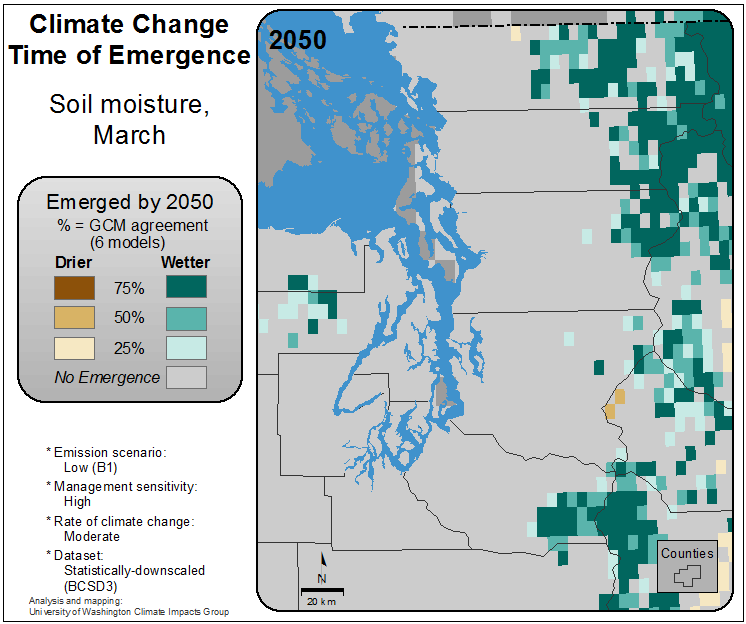 Climate Change
Time of Emergence
Soil moisture,
March
Emerged by 2050
% = GCM agreement
(6 models)
Drier Wetter
75%
50%
25%
No Emergence
* Emission scenario:
Low (B1)
* Management sensitivity:
High
* Rate of climate change:
Moderate
* Dataset:
Statistically-downscaled
(BCSD3)
Analysis and mapping:
University of Washington Climate Impacts Group
2050
N
20 km
Counties